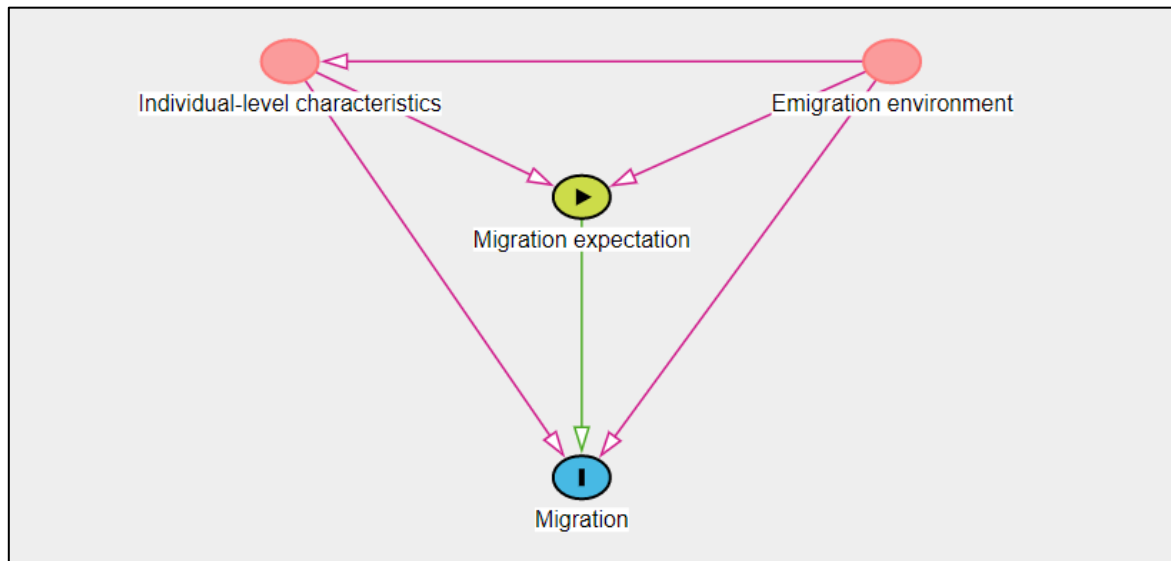 Individual-level characteristics
Emigration environment
Migration expectation
Migration